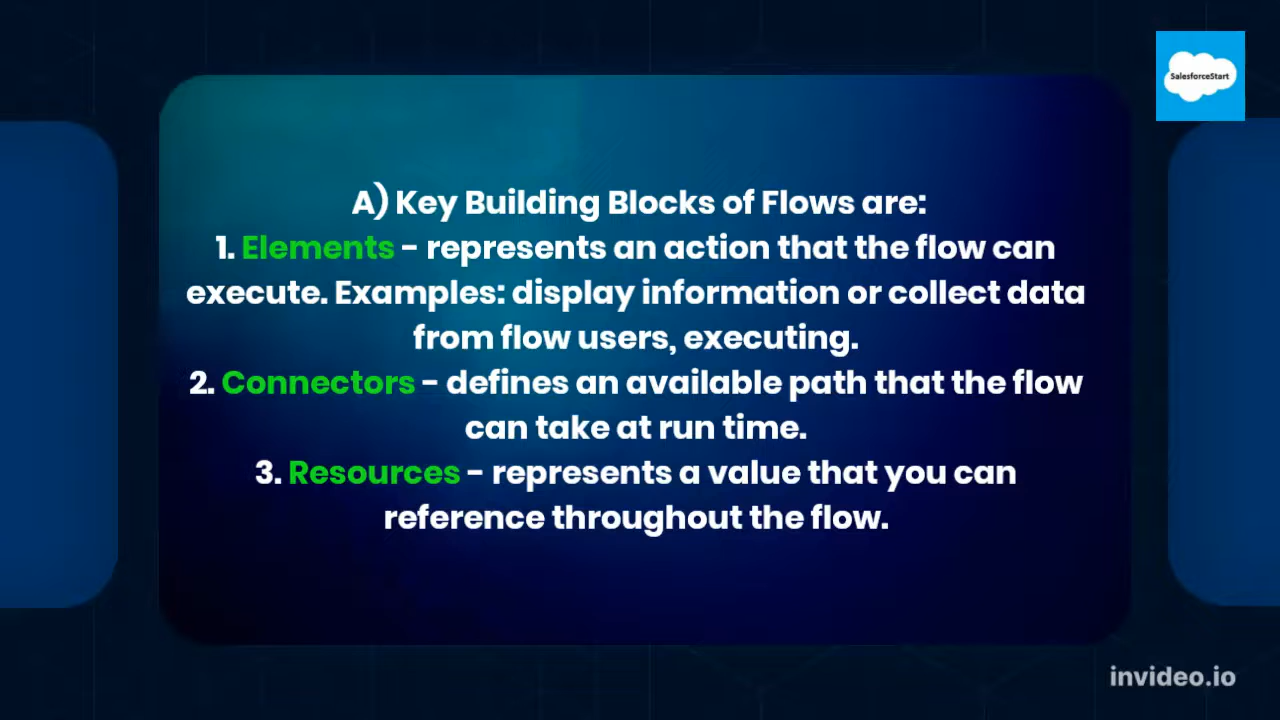 SalesforceStart
A) Key Building Blocks of Flows are:
1. Elements - represents an action that the flow can
execute. Examples: display information or collect data
from flow users, executing.
2. Connectors - defines an available path that the flow
can take at run time.
3. Resources - represents a value that you can
reference throughout the flow.
invideo.io